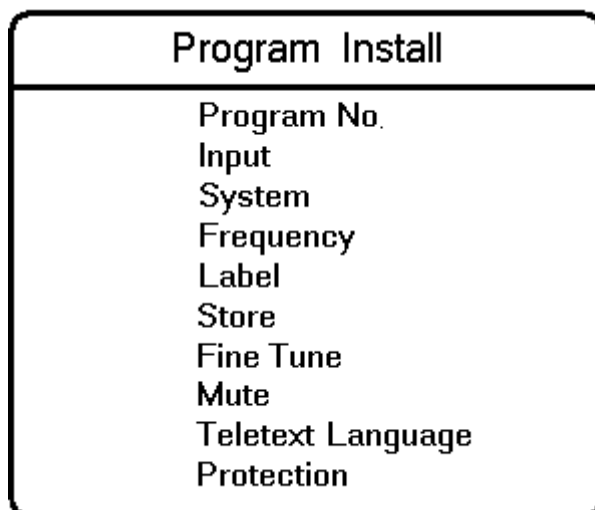 Program Install
Program No.
Input
System
Frequency
Label
Store
Fine Tune
Mute
Teletext Language
Protection